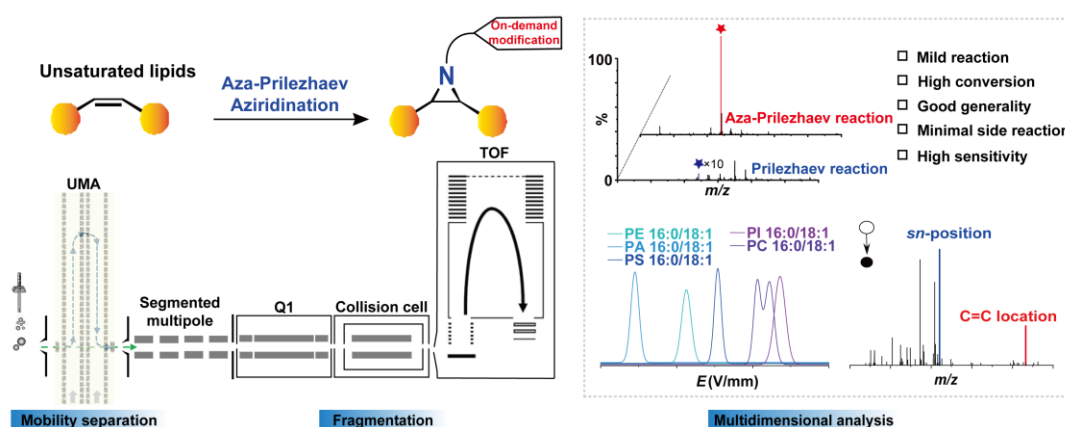 Unsaturated lipids
Aza-Prilezhaev
Aziridination
N
On-demand
modification
UMA
Segmented
multipole
Q1
Collision cell
TOF
Mobility separation
Fragmentation
100
%
0
Aza-Prilezhaev reaction
×10
Prilezhaev reaction
m/z
Mild reaction
High conversion
Good generality
Minimal side reaction
High sensitivity
PE 16:0/18:1
PA 16:0/18:1
PS 16:0/18:1
PI 16:0/18:1
PC 16:0/18:1
E (V/mm)
sn-position
C=C location
m/z
Multidimensional analysis